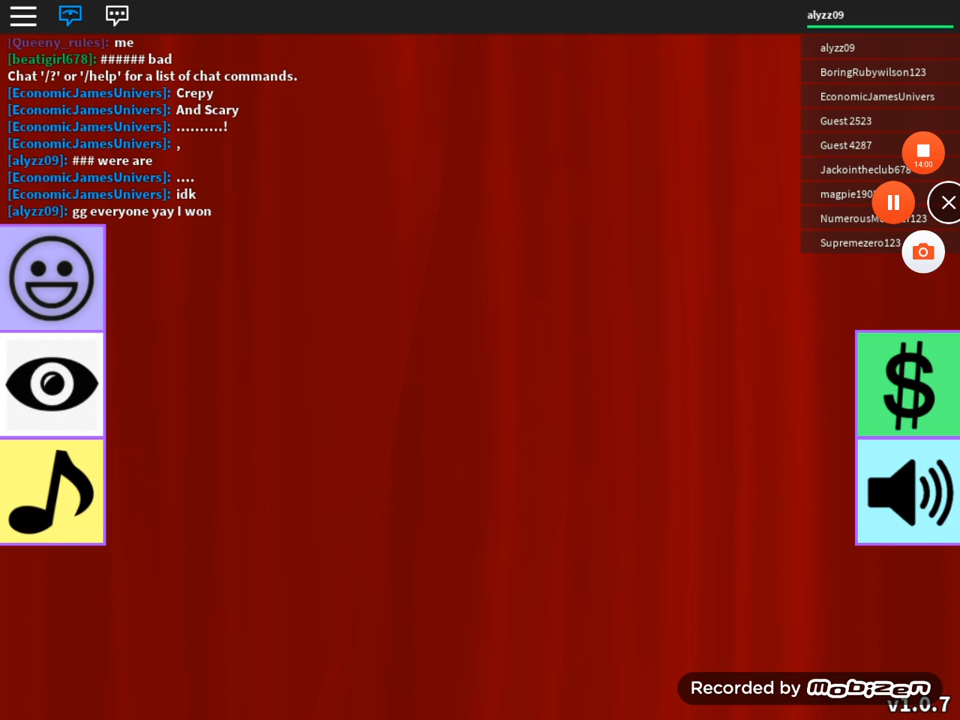 alyzz09
[Queeny_rules]: me
[beatigirl678]: ###### bad
Chat '/?' or '/help' for a list of chat commands.
[EconomicJamesUnivers]: Crepy
[EconomicJamesUnivers]: And Scary
[EconomicJamesUnivers]: ..........!
[EconomicJamesUnivers]: ,
[alyzz09]: ### were are
[EconomicJamesUnivers]: ....
[EconomicJamesUnivers]: idk
[alyzz09]: gg everyone yay I won
alyzz09
BoringRubywilson123
EconomicJamesUnivers
Guest 2523
Guest 4287
Jackointheclub678
14:00
Supremezero123
$
Recorded by Mobizen
v1.0.7